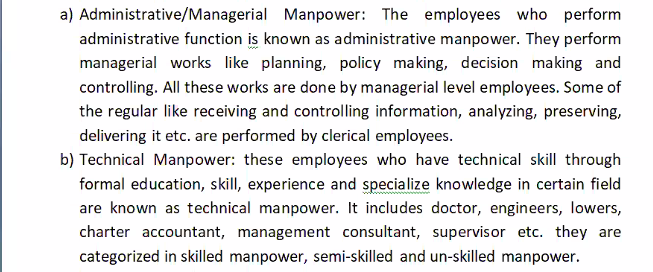 a) Administrative/Managerial Manpower: The employees who perform
administrative function is known as administrative manpower. They perform
managerial works like planning, policy making, decision making and
controlling. All these works are done by managerial level employees. Some of
the regular like receiving and controlling information, analyzing, preserving,
delivering it etc. are performed by clerical employees.
b) Technical Manpower: these employees who have technical skill through
formal education, skill, experience and specialize knowledge in certain field
are known as technical manpower. It includes doctor, engineers, lowers,
charter accountant, management consultant, supervisor etc. they are
categorized in skilled manpower, semi-skilled and un-skilled manpower.